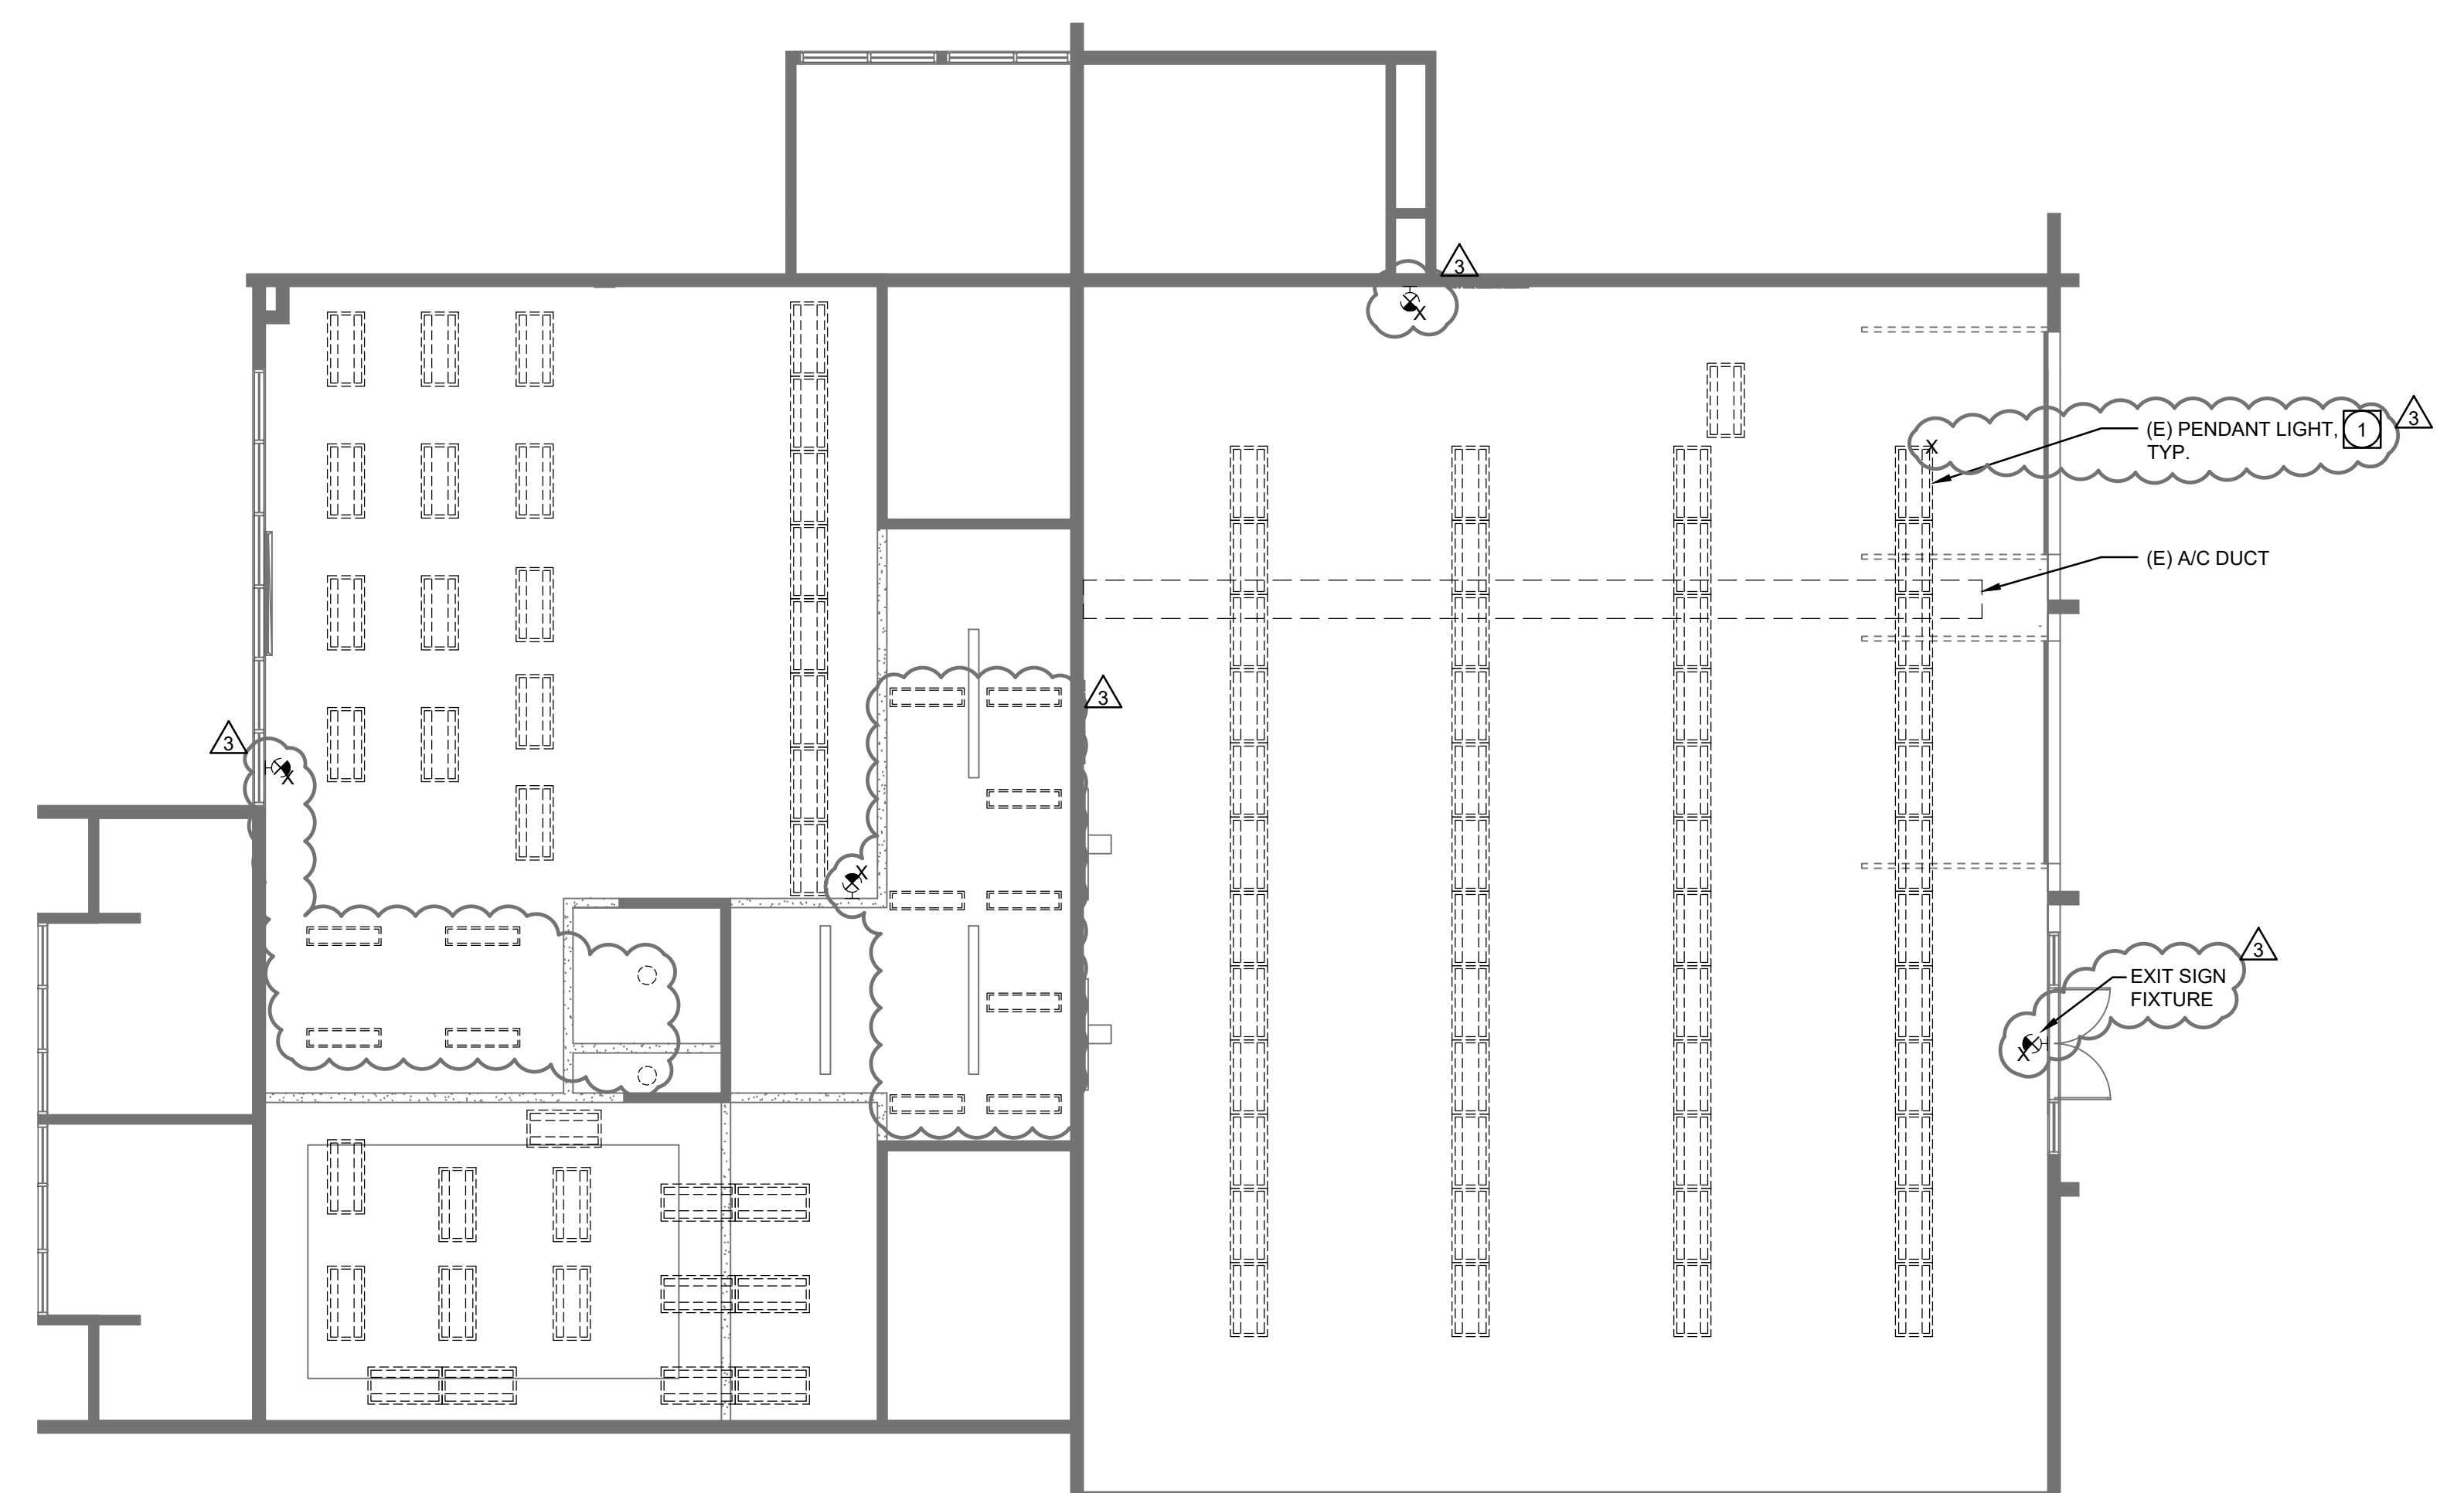 3
X
3
(E) PENDANT LIGHT, 1
TYP.
X
(E) A/C DUCT
3
3
X
X
3
EXIT SIGN
FIXTURE
X